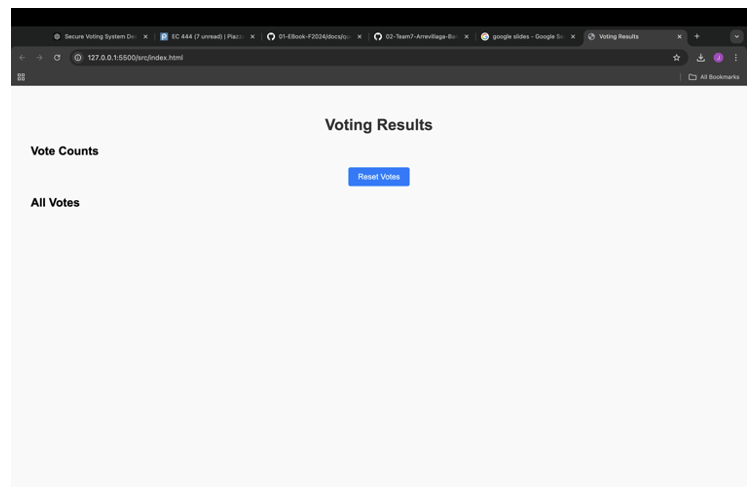 Secure Voting System De
EC 444 (7 unread) | Piazz
01-EBook-F2024/docs/qu
02-Team7-Arrevillaga-Ba
google slides - Google Se
Voting Results
127.0.0.1:5500/src/index.html
J
All Bookmarks
Voting Results
Vote Counts
Reset Votes
All Votes